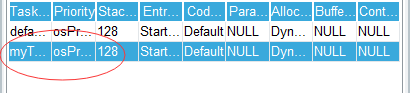 Task... Priority Stac... Entr... Cod... Para... Alloc... Buffe... Cont...
defa... osPr... 128 Start... Default NULL Dyn... NULL NULL
myT... osPr... 128 Start... Default NULL Dyn... NULL NULL